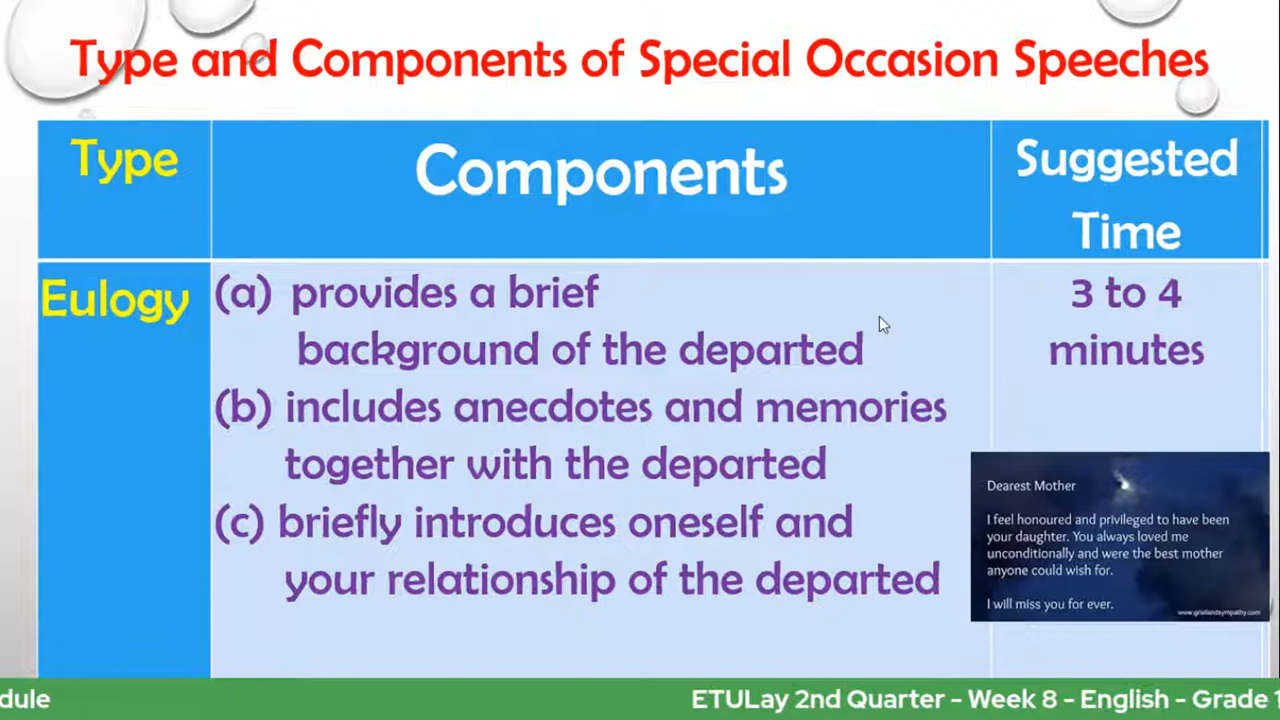 Type and Components of Special Occasion Speeches
Type
Components
Suggested
Time
Eulogy
(a) provides a brief
background of the departed
(b) includes anecdotes and memories
together with the departed
(c) briefly introduces oneself and
your relationship of the departed
3 to 4
minutes
Dearest Mother
I feel honoured and privileged to have been
your daughter. You always loved me
unconditionally and were the best mother
anyone could wish for.
I will miss you for ever.
www.griefandsympathy.com
dule
ETULay 2nd Quarter - Week 8 - English - Grade 1